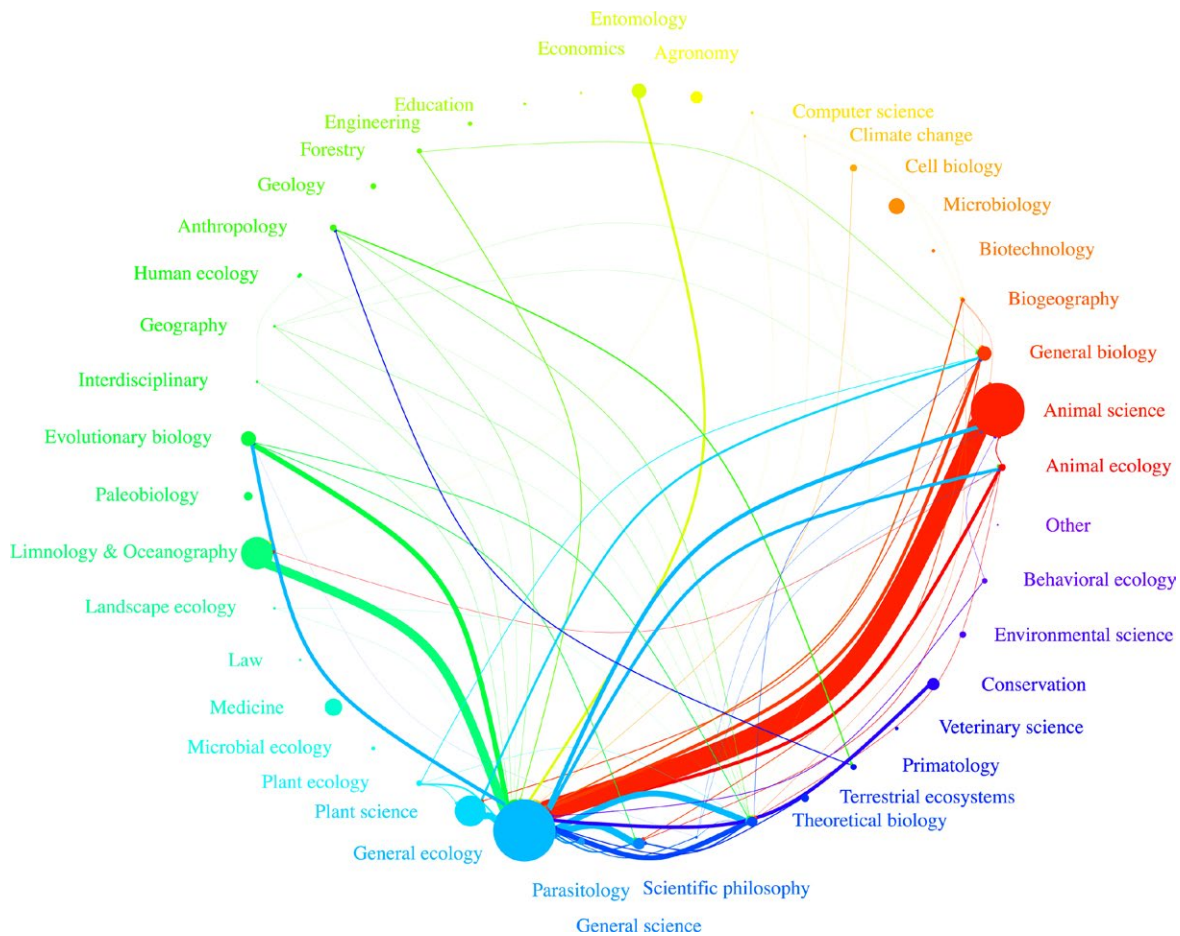 Entomology
Economics
Agronomy
Education
Computer science
Engineering
Climate change
Forestry
Cell biology
Geology
Microbiology
Anthropology
Biotechnology
Human ecology
Biogeography
Geography
General biology
Interdisciplinary
Animal science
Evolutionary biology
Animal ecology
Paleobiology
Other
Limnology & Oceanography
Behavioral ecology
Landscape ecology
Environmental science
Law
Conservation
Medicine
Veterinary science
Microbial ecology
Primatology
Plant ecology
Terrestrial ecosystems
Plant science
Theoretical biology
General ecology
Parasitology
Scientific philosophy
General science